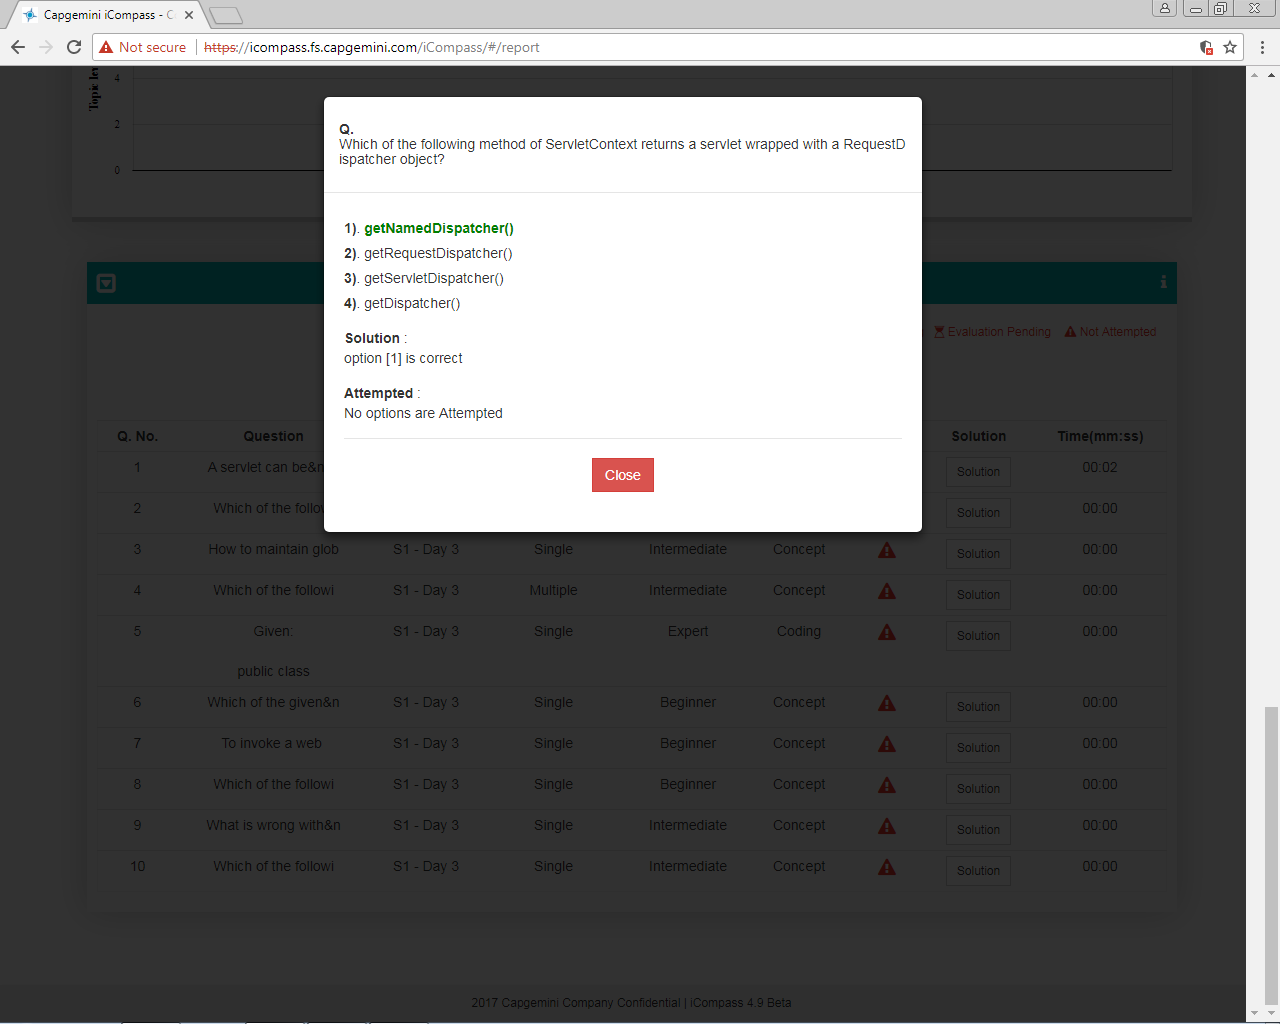 Capgemini iCompass - C
Not secure
https://icompass.fs.capgemini.com/iCompass/#/report
Topic lev
4
2
0
Q.
Which of the following method of ServletContext returns a servlet wrapped with a RequestD
ispatcher object?
1). getNamedDispatcher()
2). getRequestDispatcher()
3). getServletDispatcher()
4). getDispatcher()
Solution :
option [1] is correct
Attempted :
No options are Attempted
Close
Evaluation Pending Not Attempted
Q. No. Question Solution Time(mm:ss)
1 A servlet can be&n Solution 00:02
2 Which of the follow Solution 00:00
3 How to maintain glob S1 - Day 3 Single Intermediate Concept Solution 00:00
4 Which of the followi S1 - Day 3 Multiple Intermediate Concept Solution 00:00
5 Given: S1 - Day 3 Single Expert Coding Solution 00:00
public class
6 Which of the given&n S1 - Day 3 Single Beginner Concept Solution 00:00
7 To invoke a web S1 - Day 3 Single Beginner Concept Solution 00:00
8 Which of the followi S1 - Day 3 Single Beginner Concept Solution 00:00
9 What is wrong with&n S1 - Day 3 Single Intermediate Concept Solution 00:00
10 Which of the followi S1 - Day 3 Single Intermediate Concept Solution 00:00
2017 Capgemini Company Confidential | iCompass 4.9 Beta